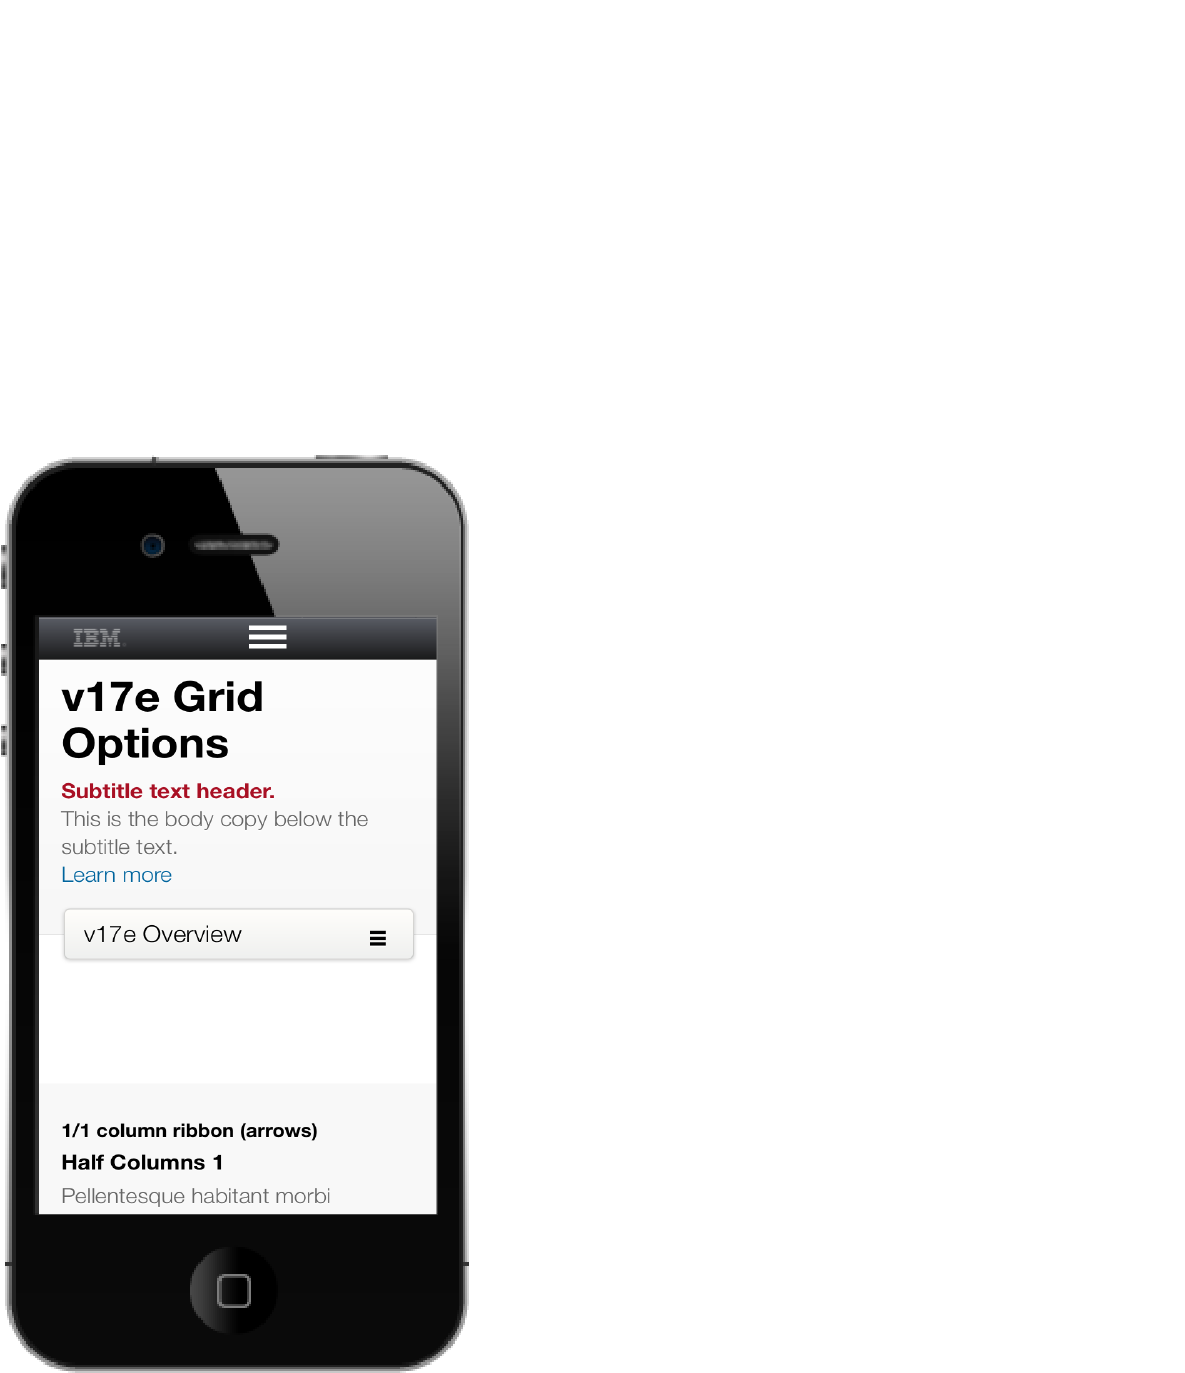 IBM
v17e Grid
Options
Subtitle text header.
This is the body copy below the
subtitle text.
Learn more
v17e Overview
1/1 column ribbon (arrows)
Half Columns 1
Pellentesque habitant morbi